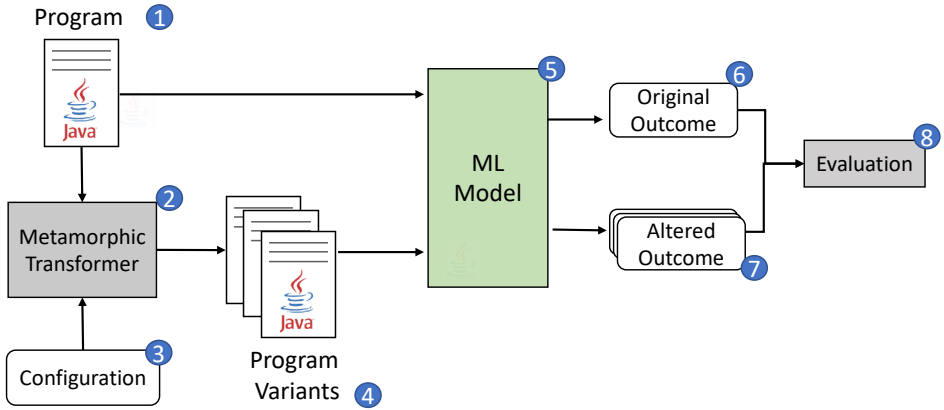 Program 1
Java
2
Metamorphic
Transformer
3
Configuration
Java
Program
Variants 4
5
ML
Model
6
Original
Outcome
Altered
Outcome
7
8
Evaluation